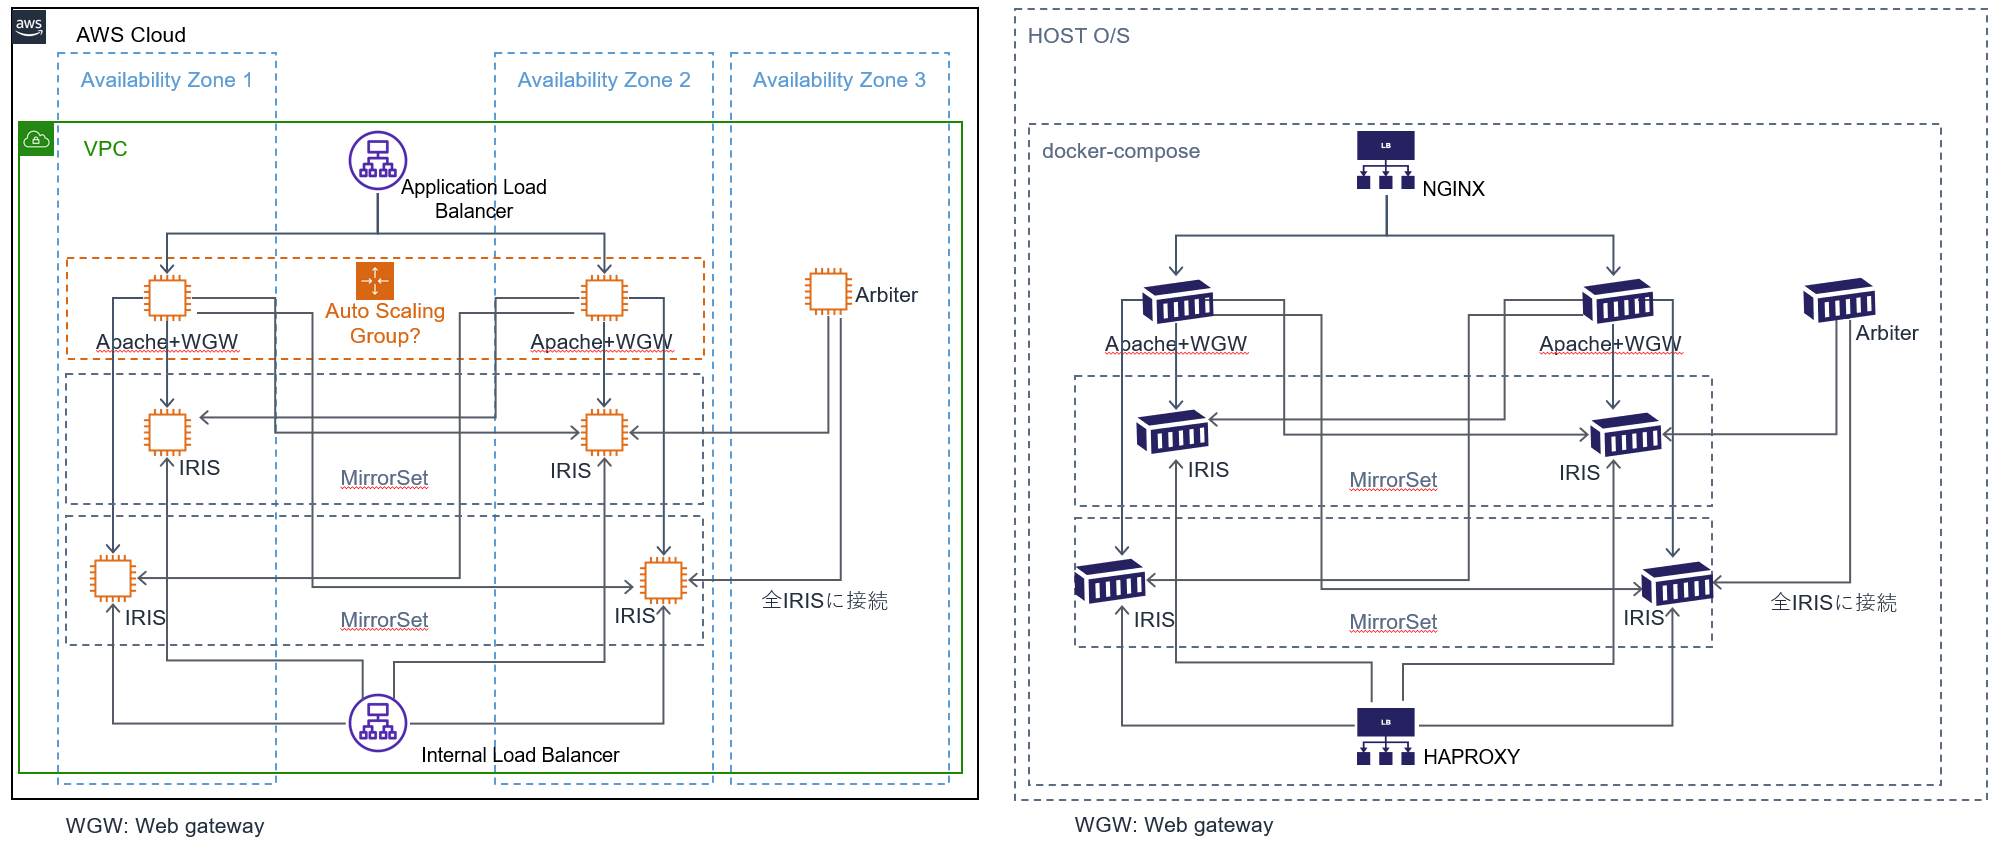 aws
AWS Cloud
Availability Zone 1
Availability Zone 2
Availability Zone 3
VPC
Application Load
Balancer
Auto Scaling
Group?
Apache+WGW
Apache+WGW
Arbiter
IRIS
IRIS
MirrorSet
IRIS
IRIS
MirrorSet
全IRISに接続
Internal Load Balancer
WGW: Web gateway
HOST O/S
docker-compose
LB
NGINX
Apache+WGW
Apache+WGW
Arbiter
IRIS
IRIS
MirrorSet
IRIS
IRIS
MirrorSet
全IRISに接続
LB
HAPROXY
WGW: Web gateway